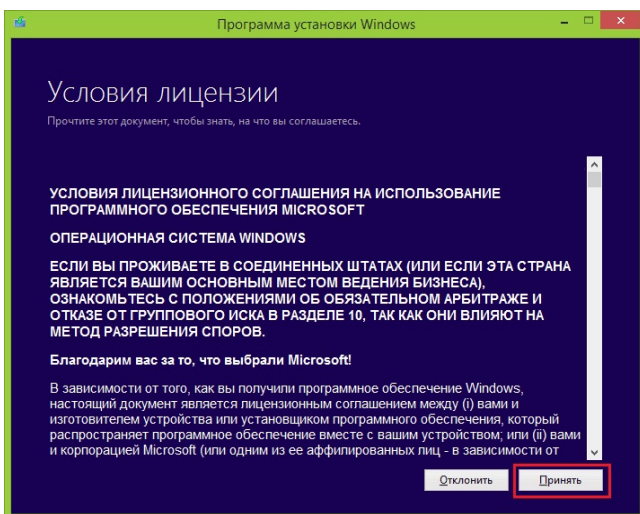 Программа установки Windows
Условия лицензии
Прочтите этот документ, чтобы знать, на что вы соглашаетесь.
УСЛОВИЯ ЛИЦЕНЗИОННОГО СОГЛАШЕНИЯ НА ИСПОЛЬЗОВАНИЕ
ПРОГРАММНОГО ОБЕСПЕЧЕНИЯ MICROSOFT
ОПЕРАЦИОННАЯ СИСТЕМА WINDOWS
ЕСЛИ ВЫ ПРОЖИВАЕТЕ В СОЕДИНЕННЫХ ШТАТАХ (ИЛИ ЕСЛИ ЭТА СТРАНА
ЯВЛЯЕТСЯ ВАШИМ ОСНОВНЫМ МЕСТОМ ВЕДЕНИЯ БИЗНЕСА),
ОЗНАКОМЬТЕСЬ С ПОЛОЖЕНИЯМИ ОБ ОБЯЗАТЕЛЬНОМ АРБИТРАЖЕ И
ОТКАЗЕ ОТ ГРУППОВОГО ИСКА В РАЗДЕЛЕ 10, ТАК КАК ОНИ ВЛИЯЮТ НА
МЕТОД РАЗРЕШЕНИЯ СПОРОВ.
Благодарим вас за то, что выбрали Microsoft!
В зависимости от того, как вы получили программное обеспечение Windows,
настоящий документ является лицензионным соглашением между (i) вами и
изготовителем устройства или установщиком программного обеспечения, который
распространяет программное обеспечение вместе с вашим устройством; или (ii) вами
и корпорацией Microsoft (или одним из ее аффилированных лиц - в зависимости от
Отклонить Принять